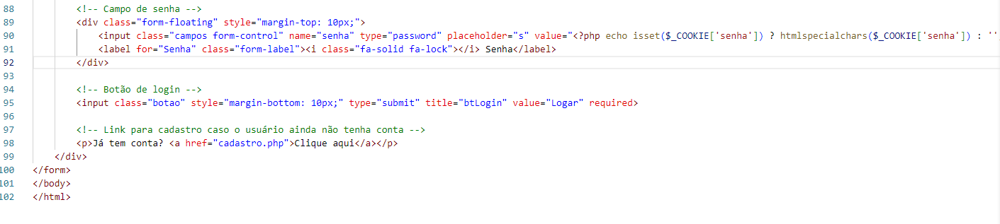 88 <!-- Campo de senha -->
89 <div class="form-floating" style="margin-top: 10px;">
90 <input class="campos form-control" name="senha" type="password" placeholder="s" value="<?php echo isset($_COOKIE['senha']) ? htmlspecialchars($_COOKIE['senha']) : '';
91 <label for="Senha" class="form-label"><i class="fa-solid fa-lock"></i> Senha</label>
92 </div>
93
94 <!-- Botão de login -->
95 <input class="botao" style="margin-bottom: 10px;" type="submit" title="btLogin" value="Logar" required>
96
97 <!-- Link para cadastro caso o usuário ainda não tenha conta -->
98 <p>Já tem conta? <a href="cadastro.php">Clique aqui</a></p>
99 </div>
100 </form>
101 </body>
102 </html>